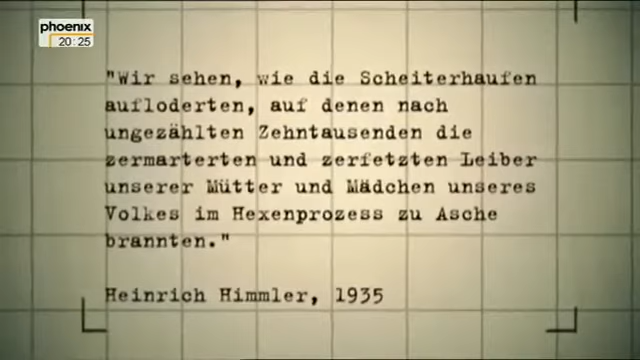 phoenix
20:25
"Wir sehen, wie die Scheiterhaufen
aufloderten, auf denen nach
ungezählten Zehntausenden die
zermarterten und zerfetzten Leiber
unserer Mütter und Mädchen unseres
Volkes im Hexenprozess zu Asche
brannten."
Heinrich Himmler, 1935